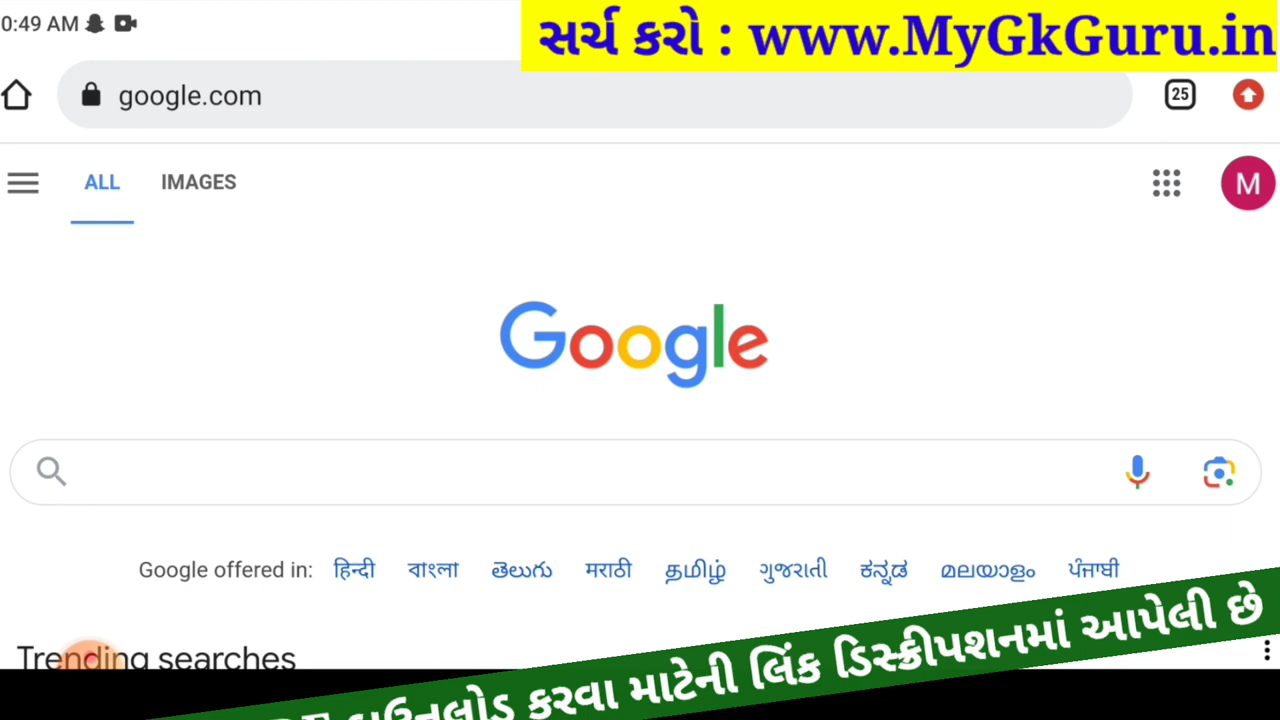 0:49 AM
સર્ચ કરો : www.MyGkGuru.in
google.com
25
ALL IMAGES
M
Google
Google offered in: हिन्दी বাংলা తెలుగు मराठी தமிழ் ગુજરાતી ಕನ್ನಡ മലയാളം ਪੰਜਾਬੀ
Trending searches
ડાઉનલોડ કરવા માટેની લિંક ડિસ્ક્રીપશનમાં આપેલી છે